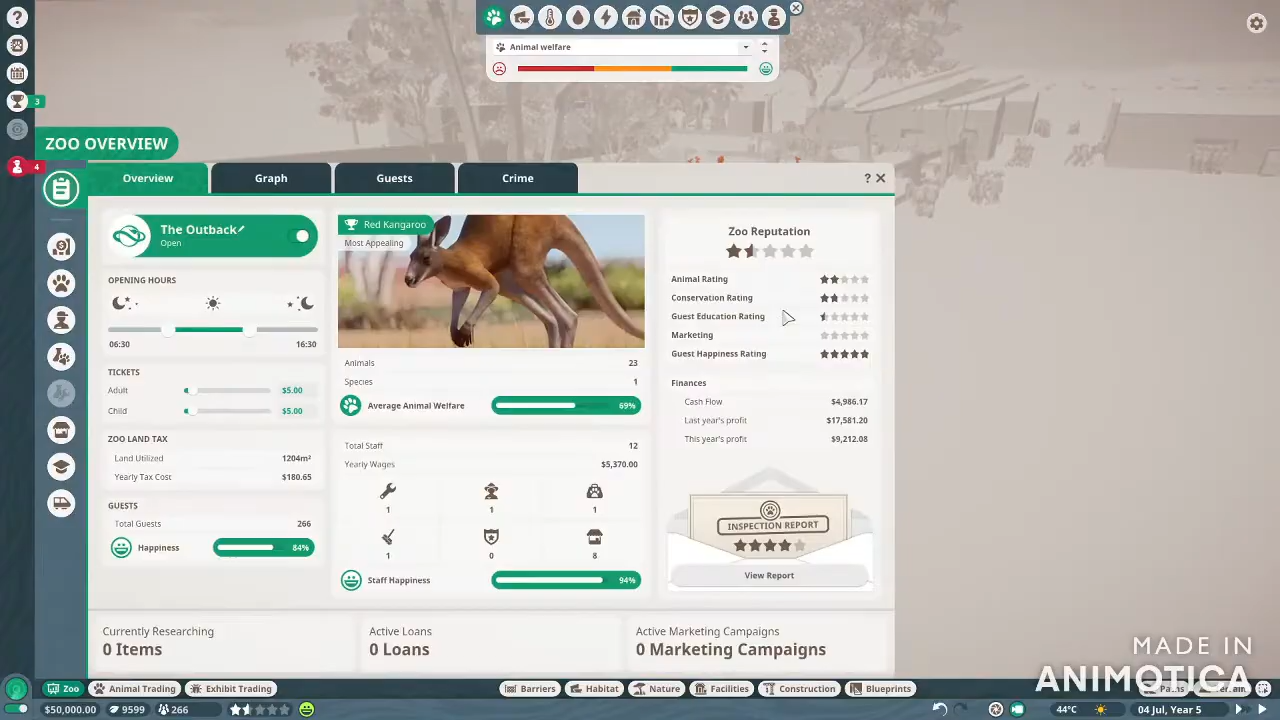 Animal welfare
3
ZOO OVERVIEW
4
Overview
Graph
Guests
Crime
?
The Outback
Open
OPENING HOURS
06:30
16:30
TICKETS
Adult
$5.00
Child
$5.00
ZOO LAND TAX
Land Utilized
1204m²
Yearly Tax Cost
$180.65
GUESTS
Total Guests
266
Happiness
84%
Red Kangaroo
Most Appealing
Animals
23
Species
1
Average Animal Welfare
69%
Total Staff
12
Yearly Wages
$5,370.00
1
1
1
1
0
8
Staff Happiness
94%
Zoo Reputation
Animal Rating
Conservation Rating
Guest Education Rating
Marketing
Guest Happiness Rating
Finances
Cash Flow
$4,986.17
Last year's profit
$17,581.20
This year's profit
$9,212.08
INSPECTION REPORT
View Report
Currently Researching
0 Items
Active Loans
0 Loans
Active Marketing Campaigns
0 Marketing Campaigns
MADE IN
ANIMOTICA
Zoo
Animal Trading
Exhibit Trading
Barriers
Habitat
Nature
Facilities
Construction
Blueprints
Paths
$50,000.00
9599
266
44°C
04 Jul, Year 5